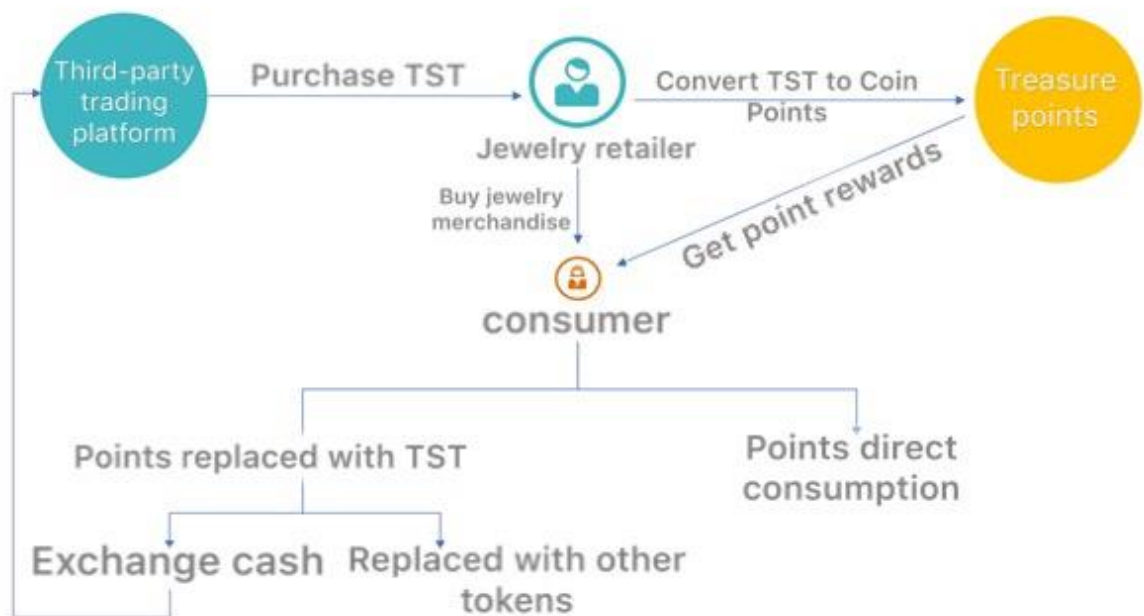 Third-party
trading
platform
Purchase TST
Jewelry retailer
Convert TST to Coin
Points
Treasure
points
Buy jewelry
merchandise
Get point rewards
consumer
Points replaced with TST
Points direct
consumption
Exchange cash
Replaced with other
tokens